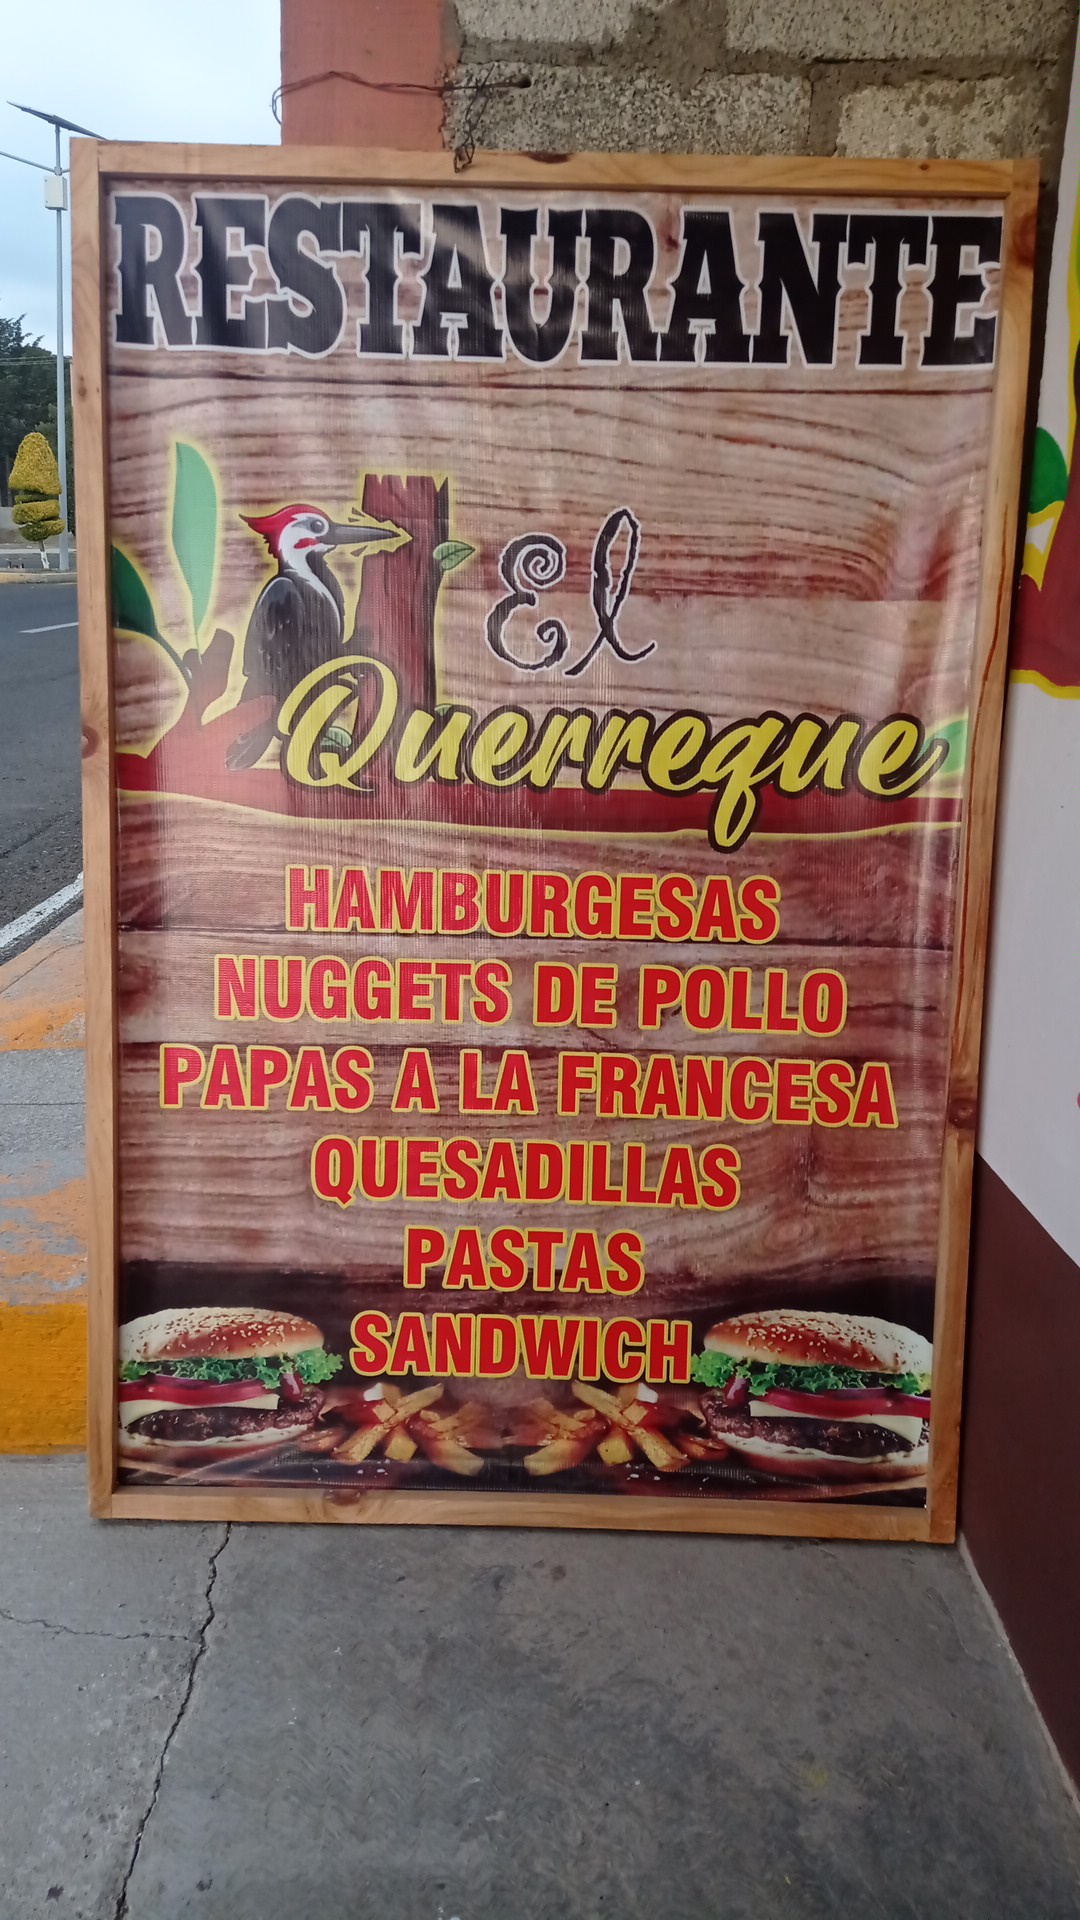 RESTAURANTE
El
Querreque
HAMBURGESAS
NUGGETS DE POLLO
PAPAS A LA FRANCESA
QUESADILLAS
PASTAS
SANDWICH